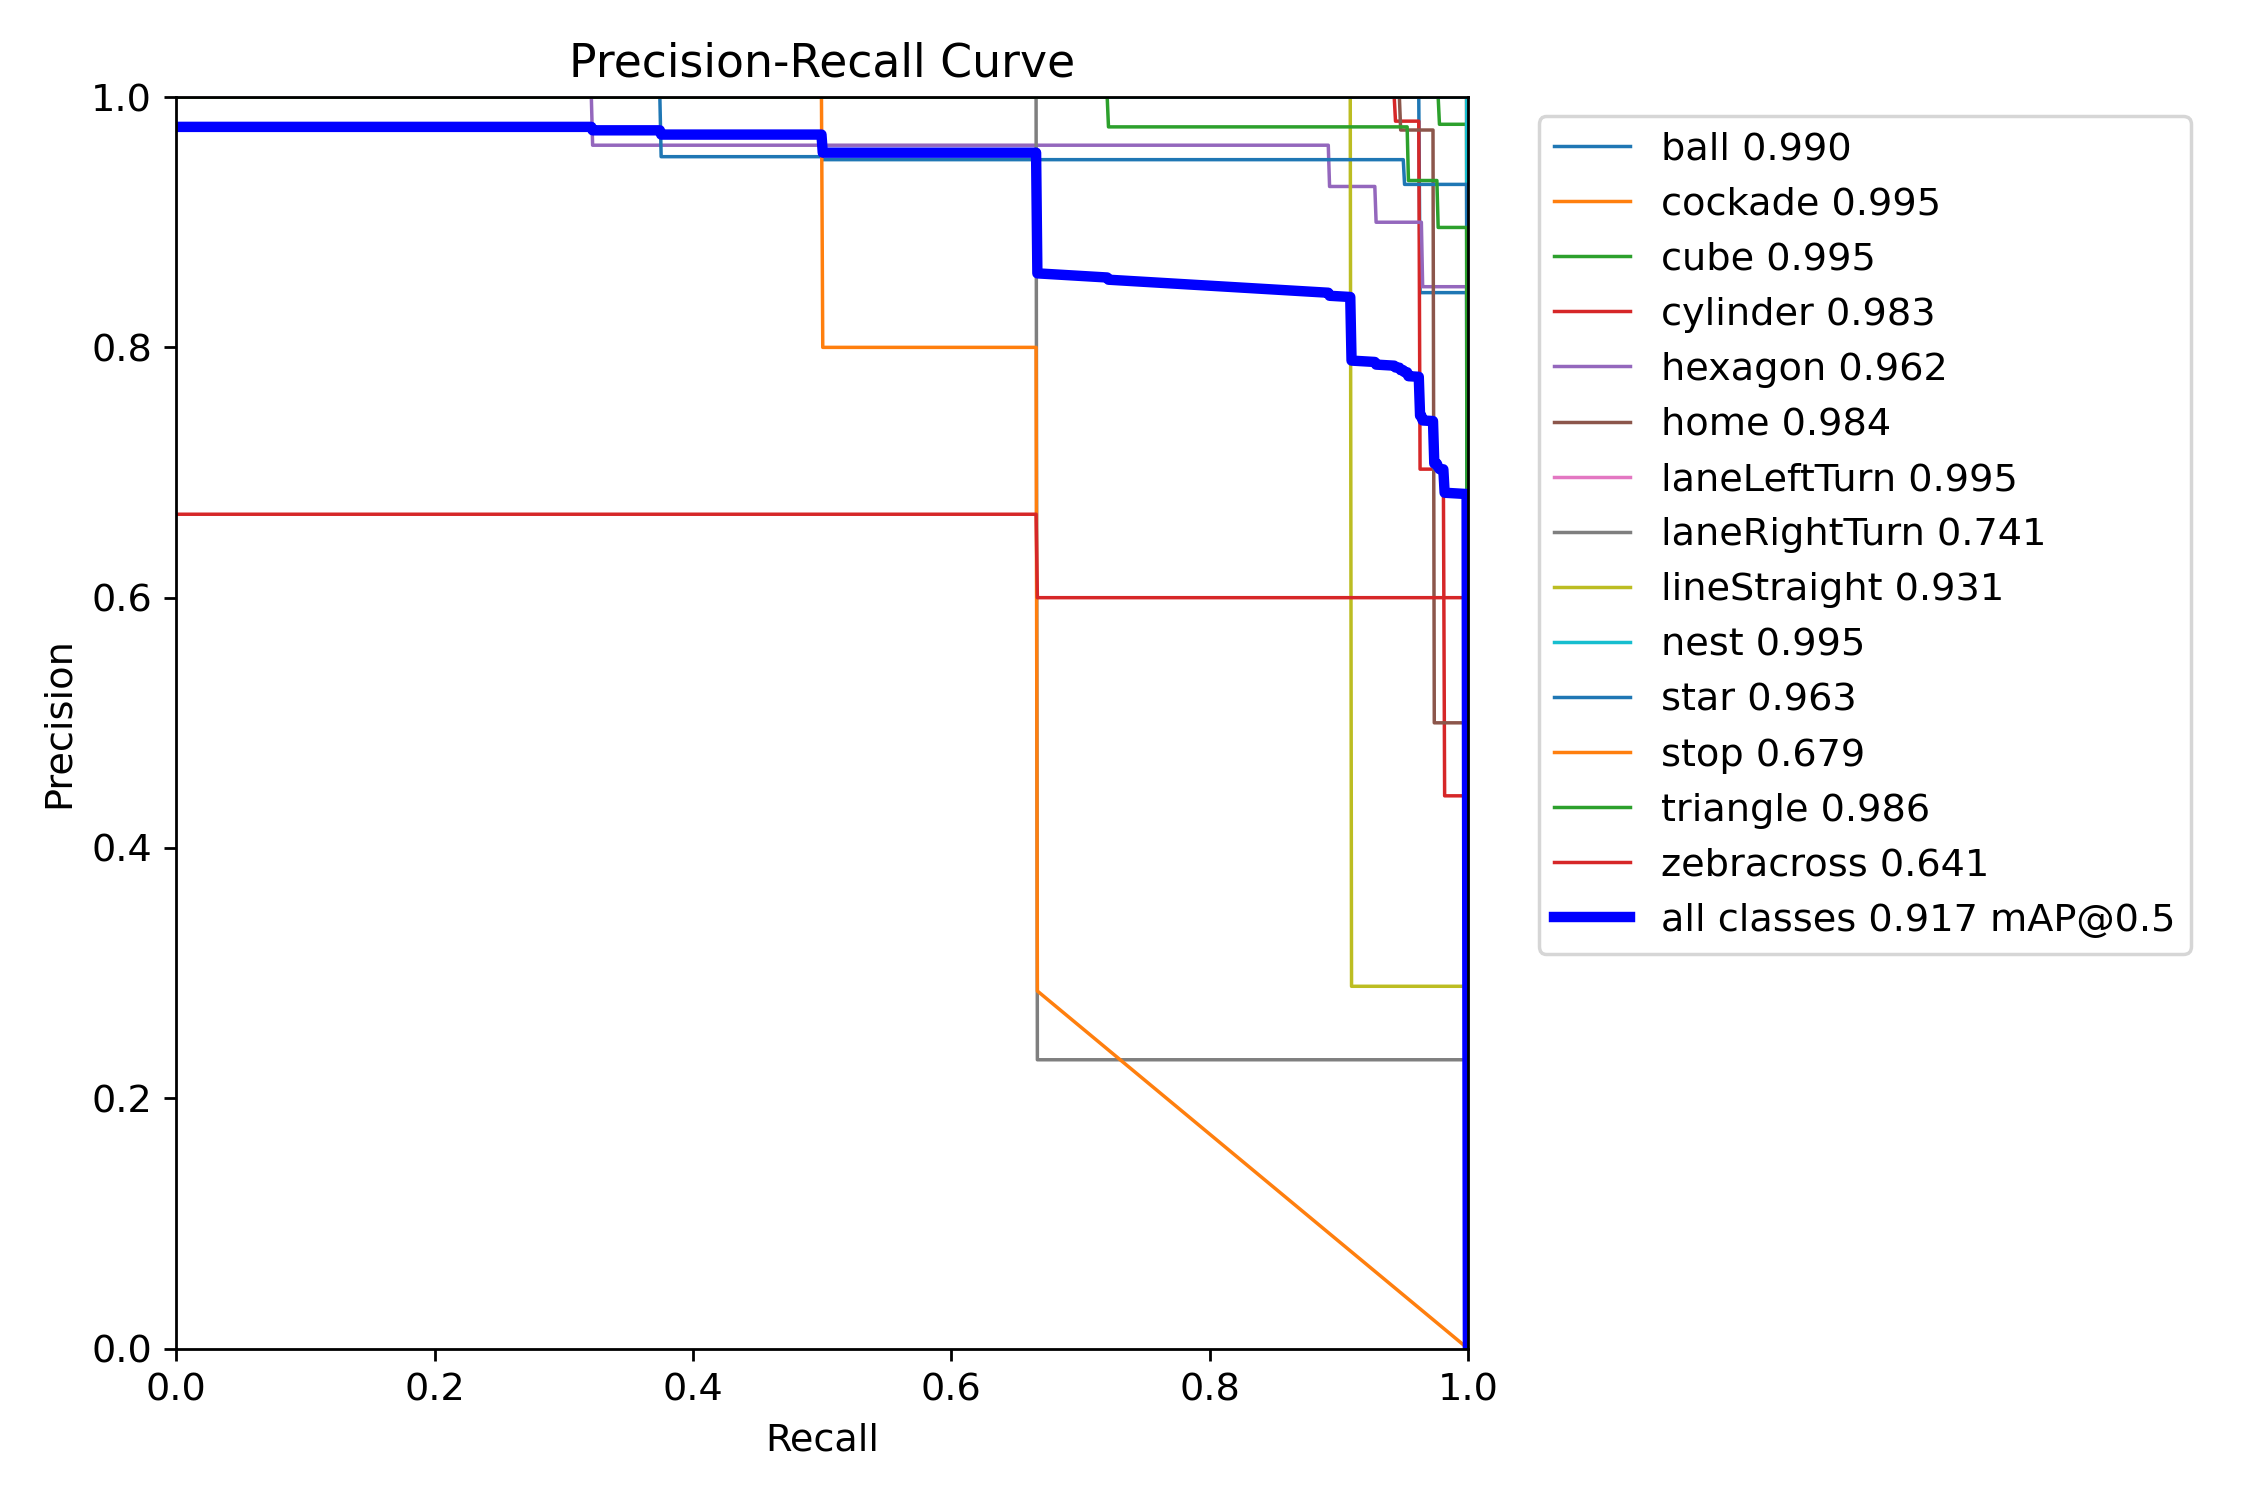 Precision-Recall Curve
1.0
0.8
0.6
0.4
0.2
0.0
Precision
0.0 0.2 0.4 0.6 0.8 1.0
Recall
ball 0.990
cockade 0.995
cube 0.995
cylinder 0.983
hexagon 0.962
home 0.984
laneLeftTurn 0.995
laneRightTurn 0.741
lineStraight 0.931
nest 0.995
star 0.963
stop 0.679
triangle 0.986
zebracross 0.641
all classes 0.917 mAP@0.5